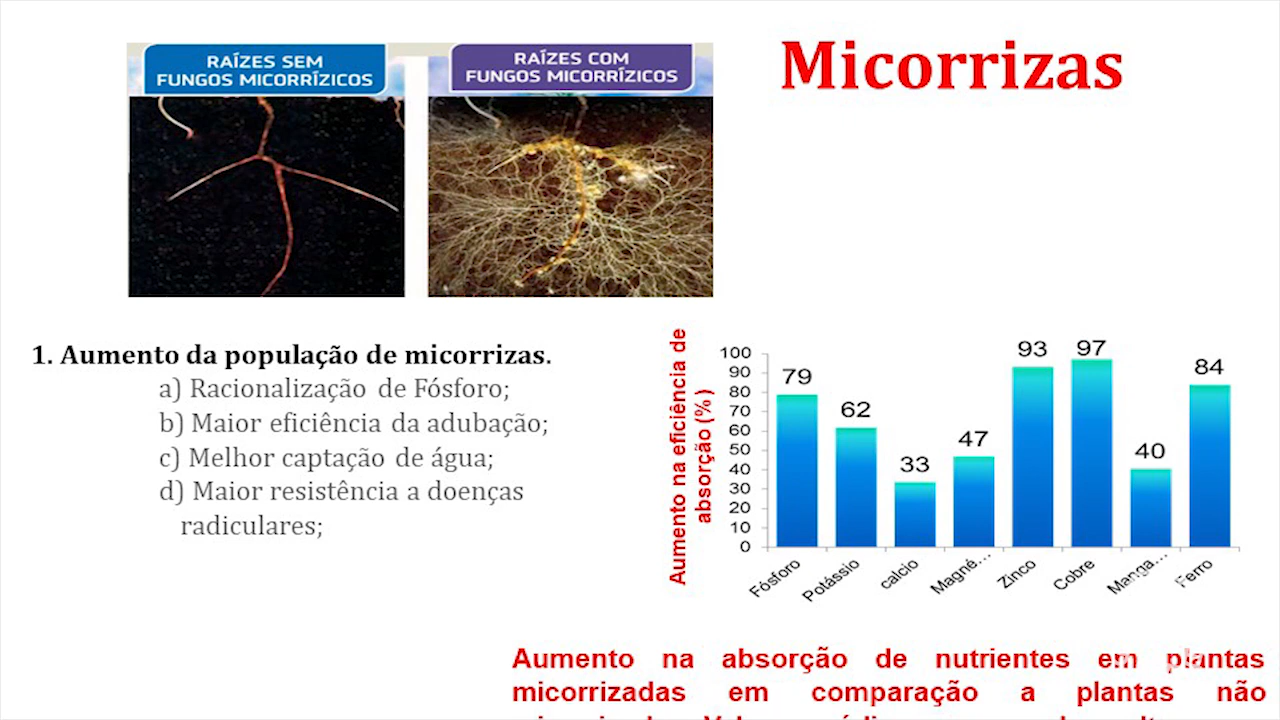 RAÍZES SEM
FUNGOS MICORRÍZICOS
RAÍZES COM
FUNGOS MICORRÍZICOS
Micorrizas
1. Aumento da população de micorrizas.
a) Racionalização de Fósforo;
b) Maior eficiência da adubação;
c) Melhor captação de água;
d) Maior resistência a doenças
radiculares;
Aumento na eficiência de
absorção (%)
100
90
80
70
60
50
40
30
20
10
0
79
62
33
47
93
97
40
84
Fósforo
Potássio
calcio
Magné...
Zinco
Cobre
Manga...
Ferro
Aumento na absorção de nutrientes em plantas
micorrizadas em comparação a plantas não